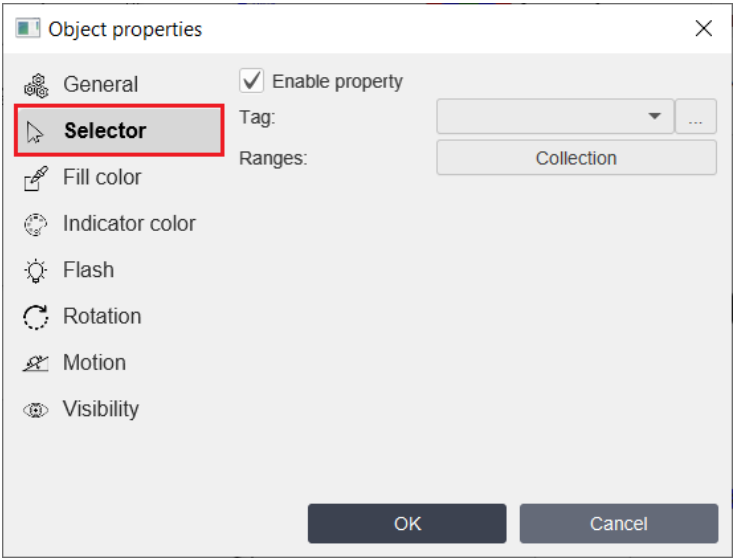 Object properties
General
Selector
Fill color
Indicator color
Flash
Rotation
Motion
Visibility
Enable property
Tag:
...
Ranges:
Collection
OK
Cancel